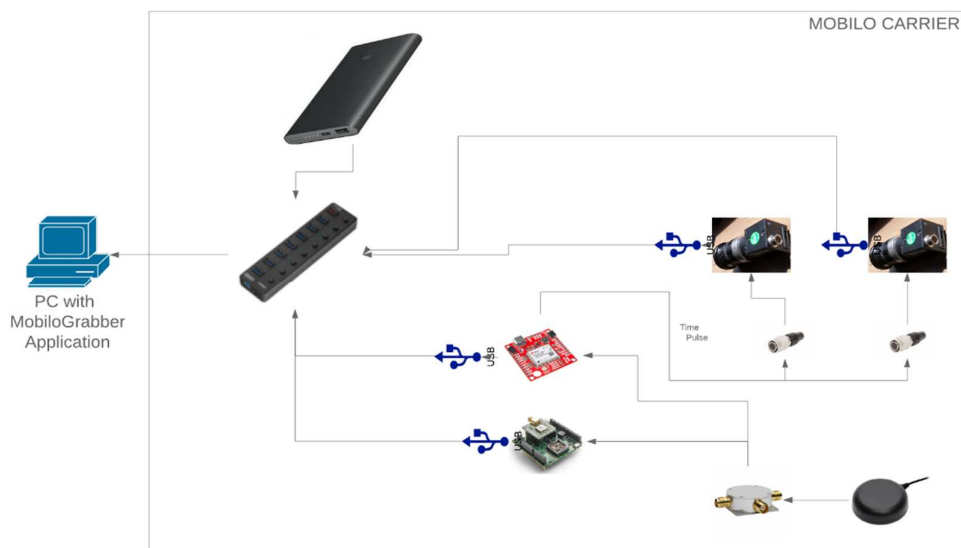 MOBILO CARRIER
USB
USB
PC with
MobiloGrabber
Application
Time
Pulse
USB
USB